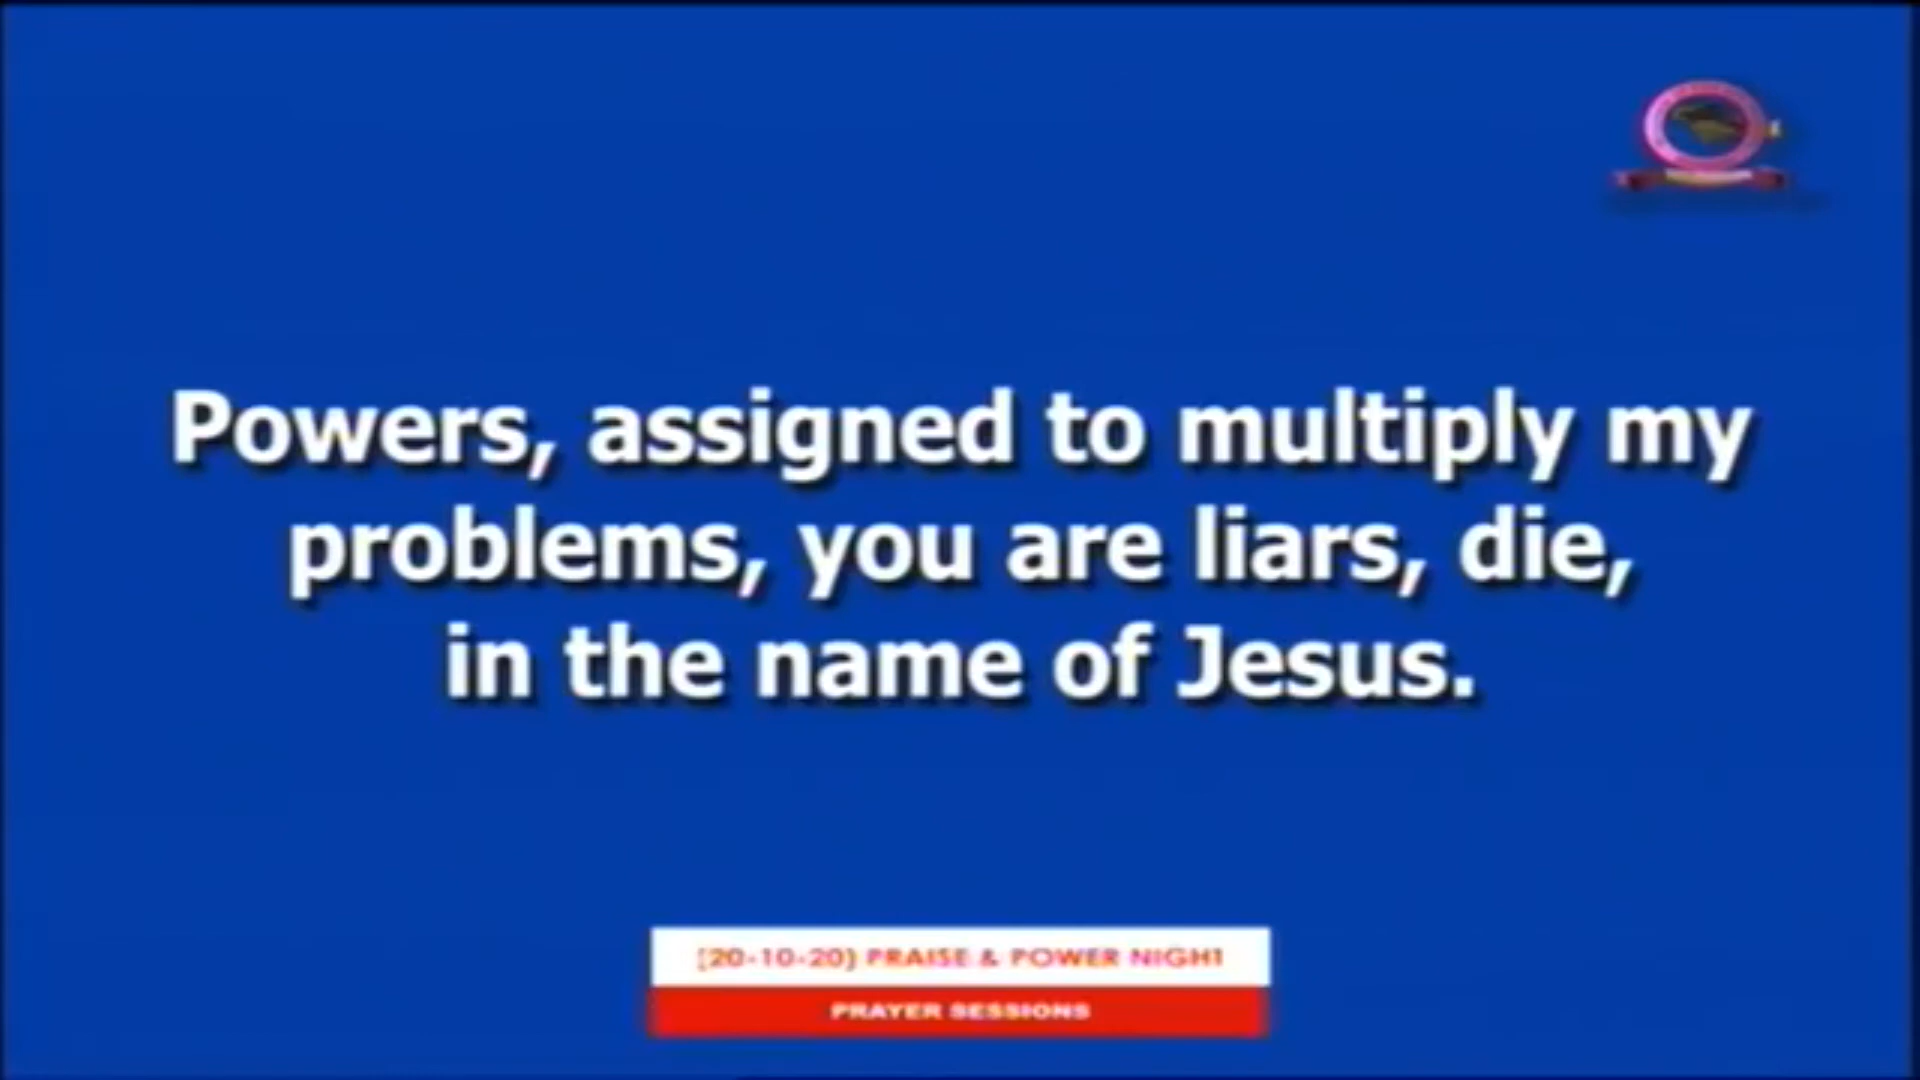 Powers, assigned to multiply my
problems, you are liars, die,
in the name of Jesus.
[20-10-20] PRAISE & POWER NIGHT
PRAYER SESSIONS